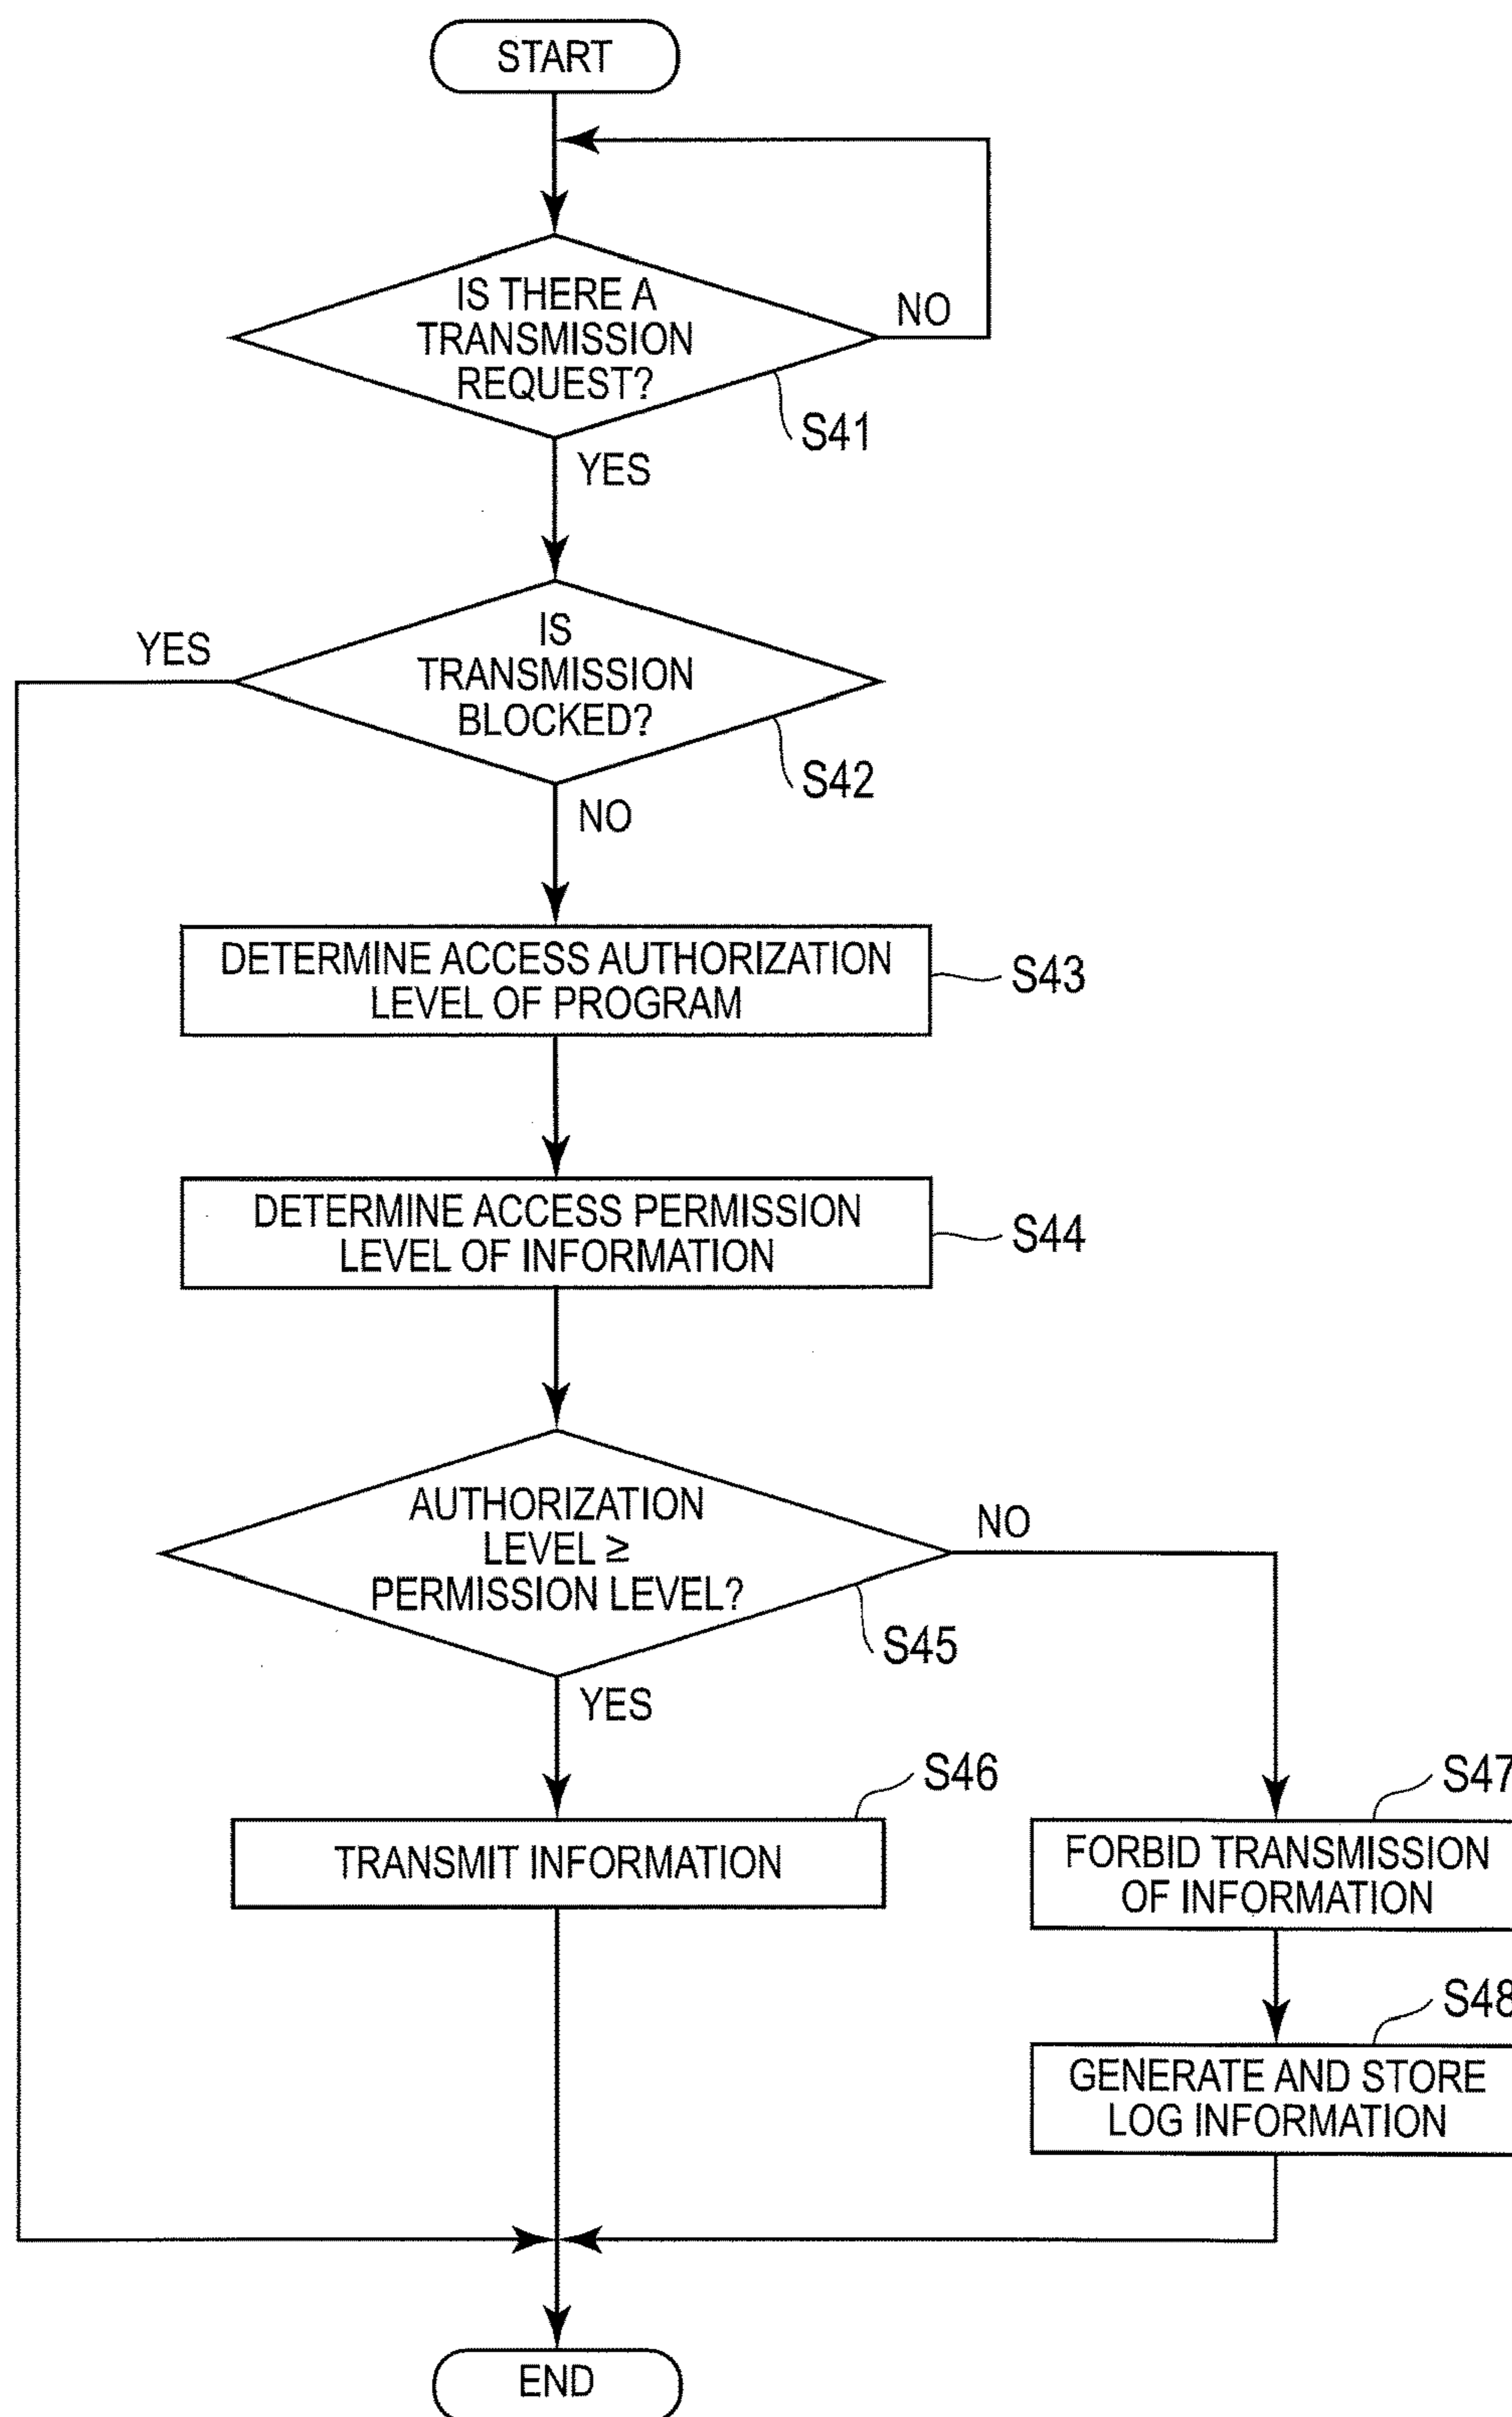 START
IS THERE A
TRANSMISSION
REQUEST?
NO
S41
YES
IS
TRANSMISSION
BLOCKED?
YES
S42
NO
DETERMINE ACCESS AUTHORIZATION
LEVEL OF PROGRAM
S43
DETERMINE ACCESS PERMISSION
LEVEL OF INFORMATION
S44
AUTHORIZATION
LEVEL ≥
PERMISSION LEVEL?
NO
S45
YES
S46
TRANSMIT INFORMATION
S47
FORBID TRANSMISSION
OF INFORMATION
S48
GENERATE AND STORE
LOG INFORMATION
END